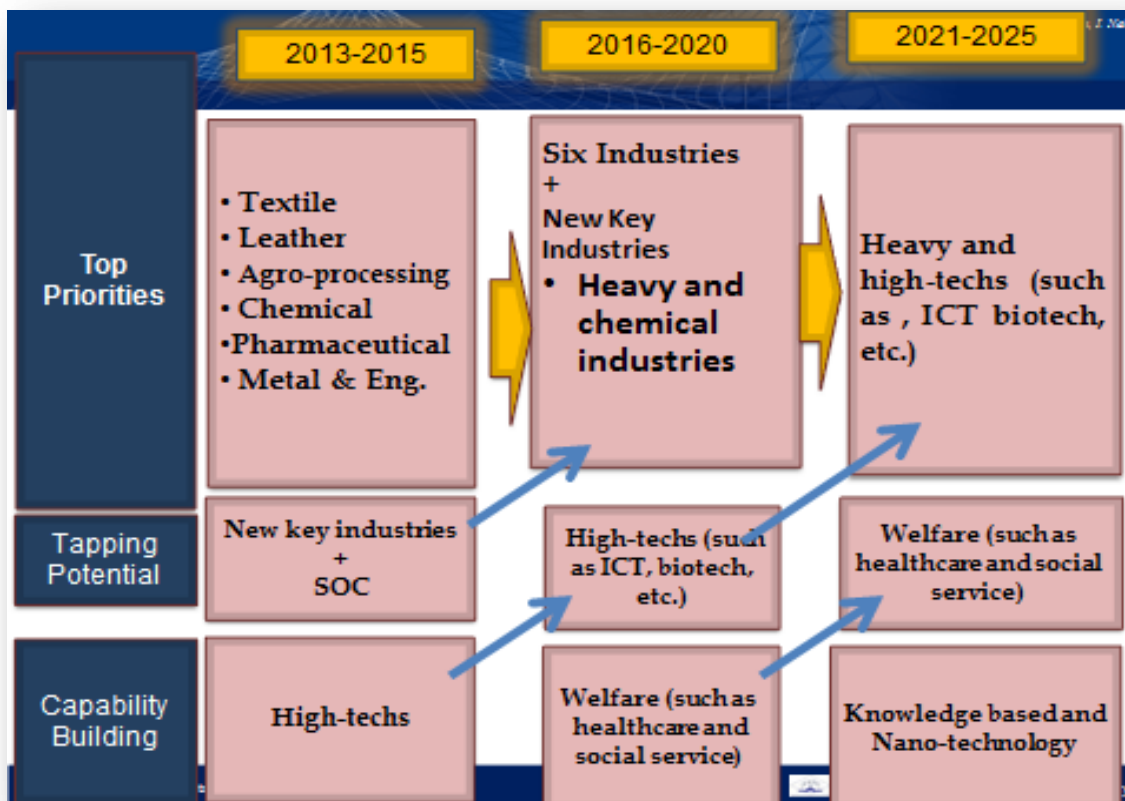 2013-2015
2016-2020
2021-2025
Top
Priorities
• Textile
• Leather
• Agro-processing
• Chemical
•Pharmaceutical
• Metal & Eng.
Six Industries
+
New Key
Industries
• Heavy and
chemical
industries
Heavy and
high-techs (such
as , ICT biotech,
etc.)
Tapping
Potential
New key industries
+
SOC
High-techs (such
as ICT, biotech,
etc.)
Welfare (such as
healthcare and social
service)
Capability
Building
High-techs
Welfare (such as
healthcare and
social service)
Knowledge based and
Nano-technology